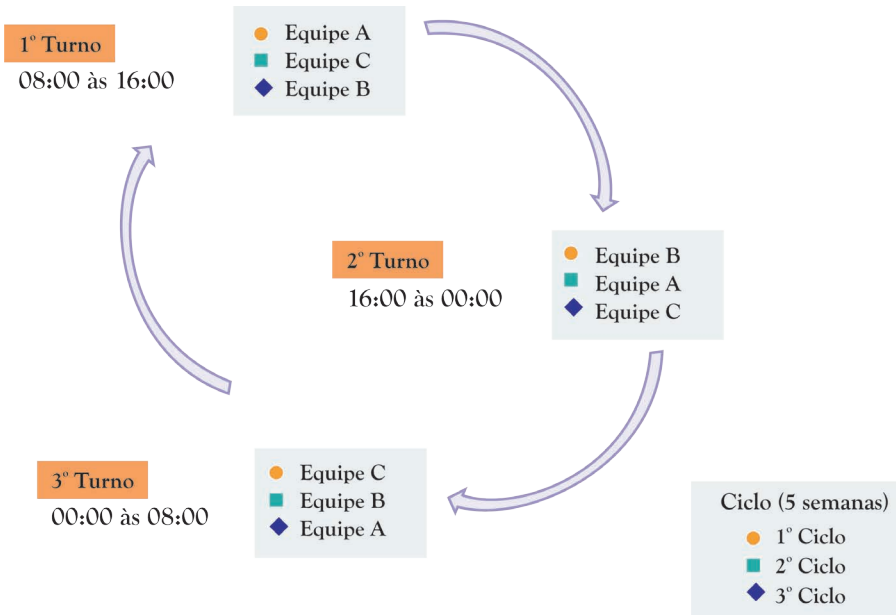 1º Turno
08:00 às 16:00
Equipe A
Equipe C
Equipe B
2º Turno
16:00 às 00:00
Equipe B
Equipe A
Equipe C
3º Turno
00:00 às 08:00
Equipe C
Equipe B
Equipe A
Ciclo (5 semanas)
1º Ciclo
2º Ciclo
3º Ciclo